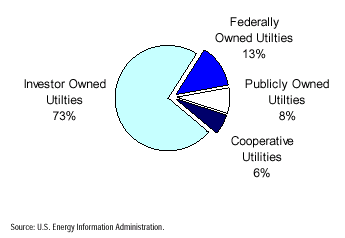 Federally
Owned Utilties
13%
Investor Owned
Utilties
73%
Publicly Owned
Utilties
8%
Cooperative
Utilities
6%
Source: U.S. Energy Information Administration.